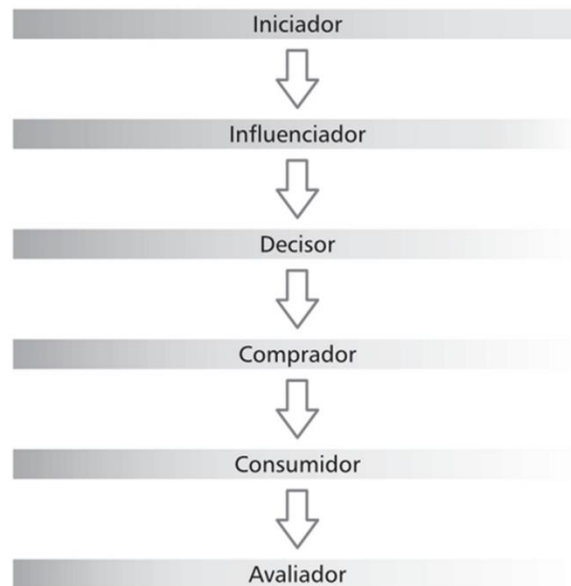 Iniciador
Influenciador
Decisor
Comprador
Consumidor
Avaliador